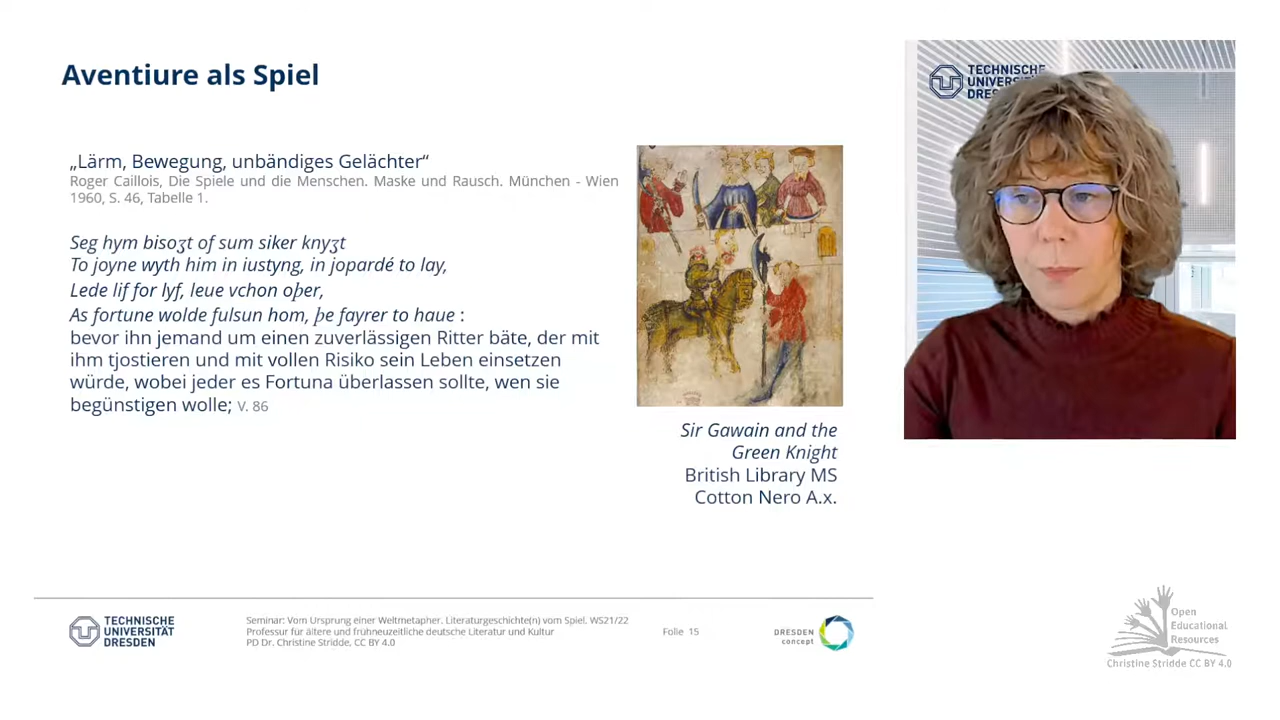 Aventiure als Spiel
„Lärm, Bewegung, unbändiges Gelächter“
Roger Caillois, Die Spiele und die Menschen. Maske und Rausch. München - Wien
1960, S. 46, Tabelle 1.
Seg hym bisoȝt of sum siker knyȝt
To joyne wyth him in iustyng, in jopardé to lay,
Lede lif for lyf, leue vchon oþer,
As fortune wolde fulsun hom, þe fayrer to haue :
bevor ihn jemand um einen zuverlässigen Ritter bäte, der mit
ihm tjostieren und mit vollen Risiko sein Leben einsetzen
würde, wobei jeder es Fortuna überlassen sollte, wen sie
begünstigen wolle; V. 86
Sir Gawain and the
Green Knight
British Library MS
Cotton Nero A.x.
TECHNISCHE
UNIVERSITÄT
DRESDEN
Seminar: Vom Ursprung einer Weltmetapher. Literaturgeschichte(n) vom Spiel. WS21/22
Professur für ältere und frühneuzeitliche deutsche Literatur und Kultur
PD Dr. Christine Stridde, CC BY 4.0
Folie 15
DRESDEN
concept
TECHNISCHE
UNIVERSI
DRES
Open
Educational
Resources
Christine Stridde CC BY 4.0